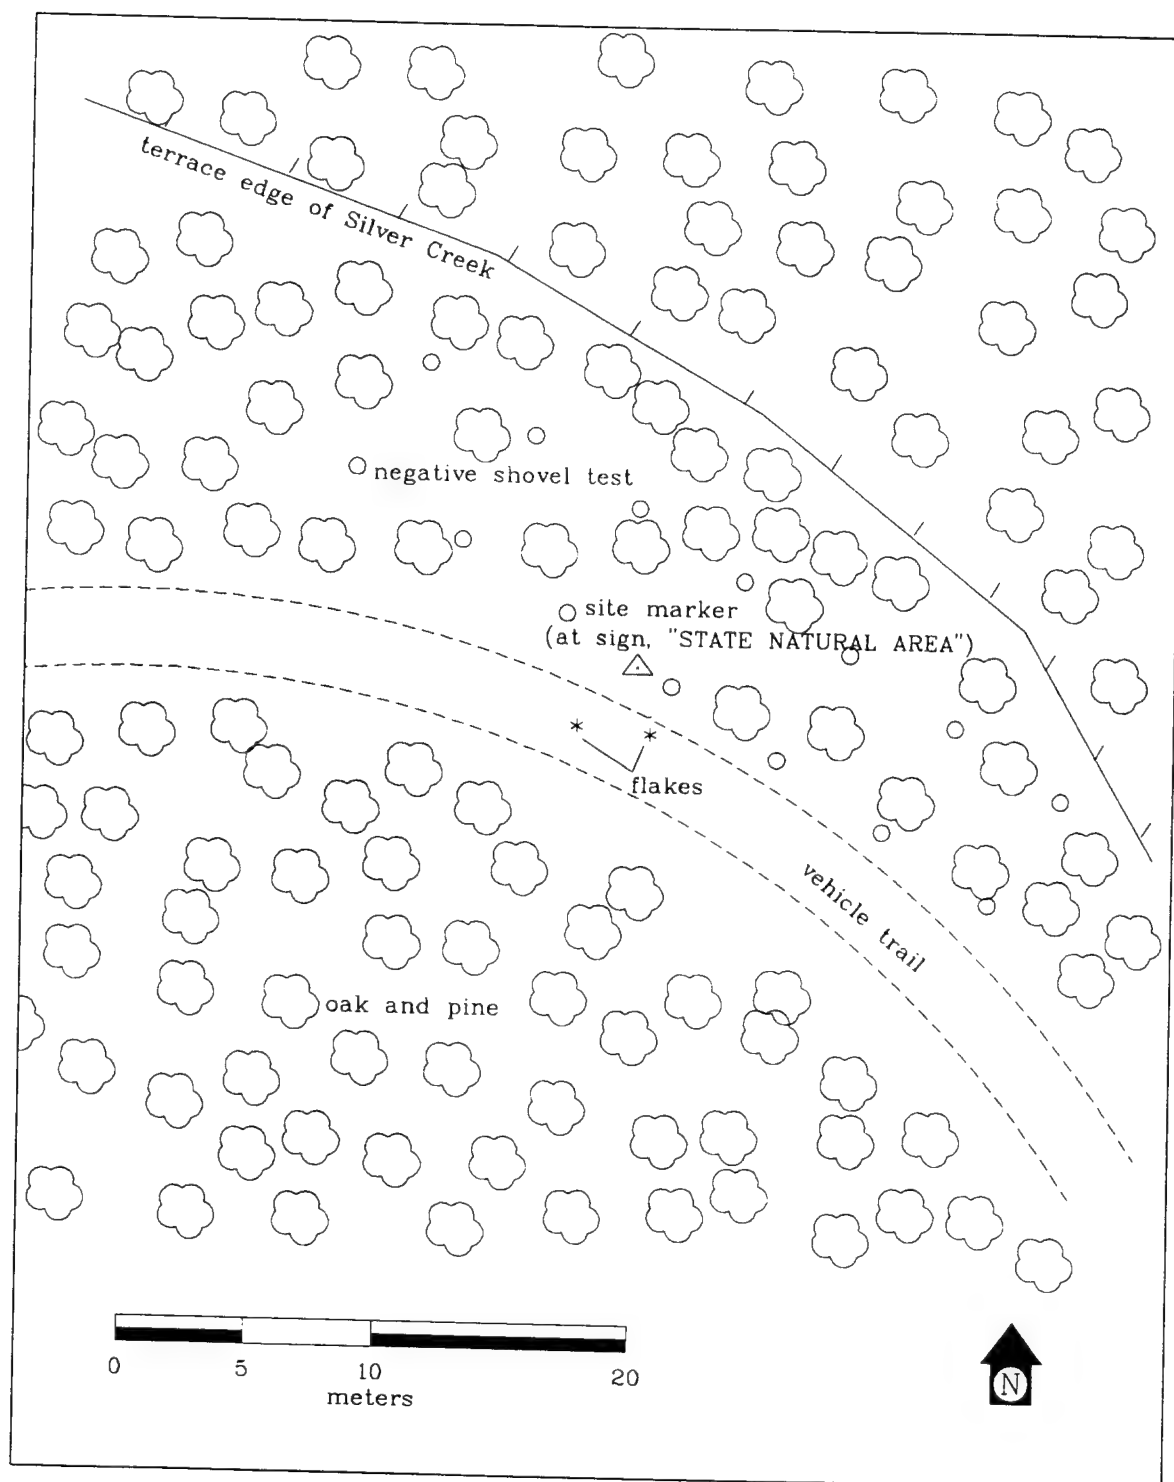 terrace edge of Silver Creek
negative shovel test
site marker
(at sign, "STATE NATURAL AREA")
flakes
vehicle trail
oak and pine
0 5 10 20
meters
N